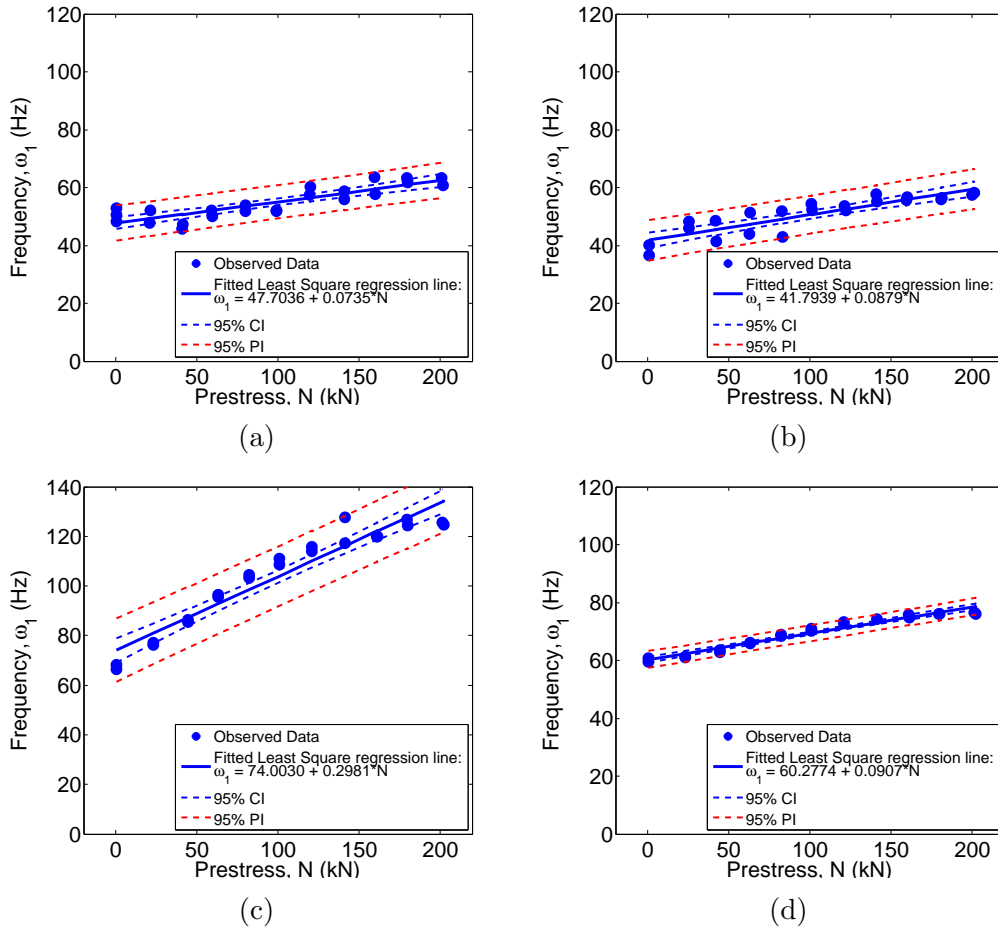 120
100
80
60
40
20
0
Frequency, ω1 (Hz)
Observed Data
Fitted Least Square regression line:
ω1 = 47.7036 + 0.0735*N
95% CI
95% PI
0 50 100 150 200
Prestress, N (kN)
(a)
120
100
80
60
40
20
0
Frequency, ω1 (Hz)
Observed Data
Fitted Least Square regression line:
ω1 = 41.7939 + 0.0879*N
95% CI
95% PI
0 50 100 150 200
Prestress, N (kN)
(b)
140
120
100
80
60
40
20
0
Frequency, ω1 (Hz)
Observed Data
Fitted Least Square regression line:
ω1 = 74.0030 + 0.2981*N
95% CI
95% PI
0 50 100 150 200
Prestress, N (kN)
(c)
120
100
80
60
40
20
0
Frequency, ω1 (Hz)
Observed Data
Fitted Least Square regression line:
ω1 = 60.2774 + 0.0907*N
95% CI
95% PI
0 50 100 150 200
Prestress, N (kN)
(d)